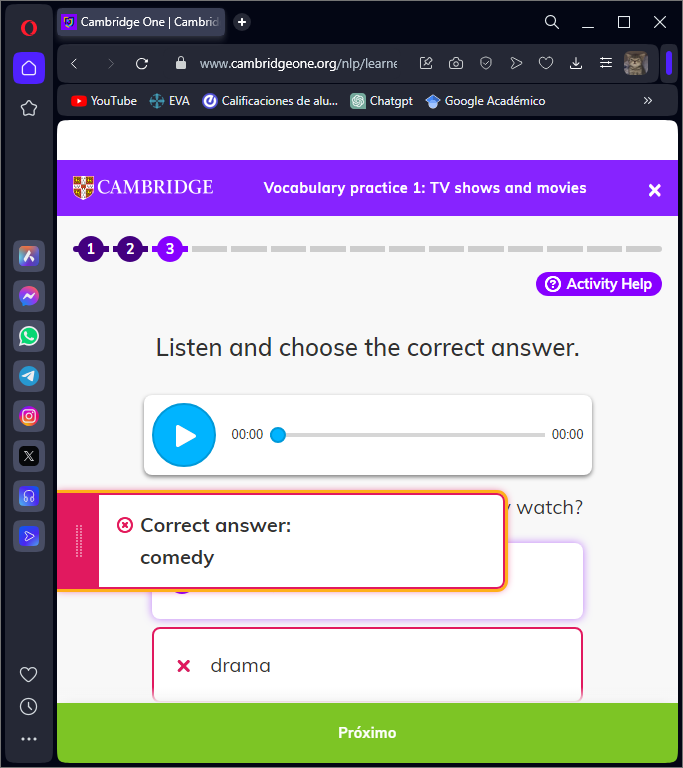 Cambridge One | Cambrid
www.cambridgeone.org/nlp/learne
YouTube
EVA
Calificaciones de alu...
Chatgpt
Google Académico
CAMBRIDGE
Vocabulary practice 1: TV shows and movies
1 2 3
Activity Help
Listen and choose the correct answer.
00:00 00:00
watch?
Correct answer:
comedy
drama
Próximo